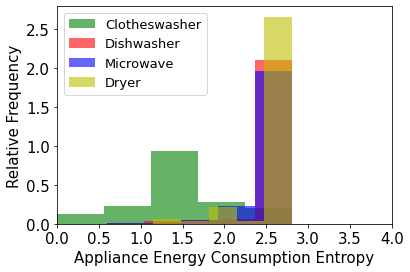 Clotheswasher
Dishwasher
Microwave
Dryer
Relative Frequency
2.5
2.0
1.5
1.0
0.5
0.0
0.0 0.5 1.0 1.5 2.0 2.5 3.0 3.5 4.0
Appliance Energy Consumption Entropy